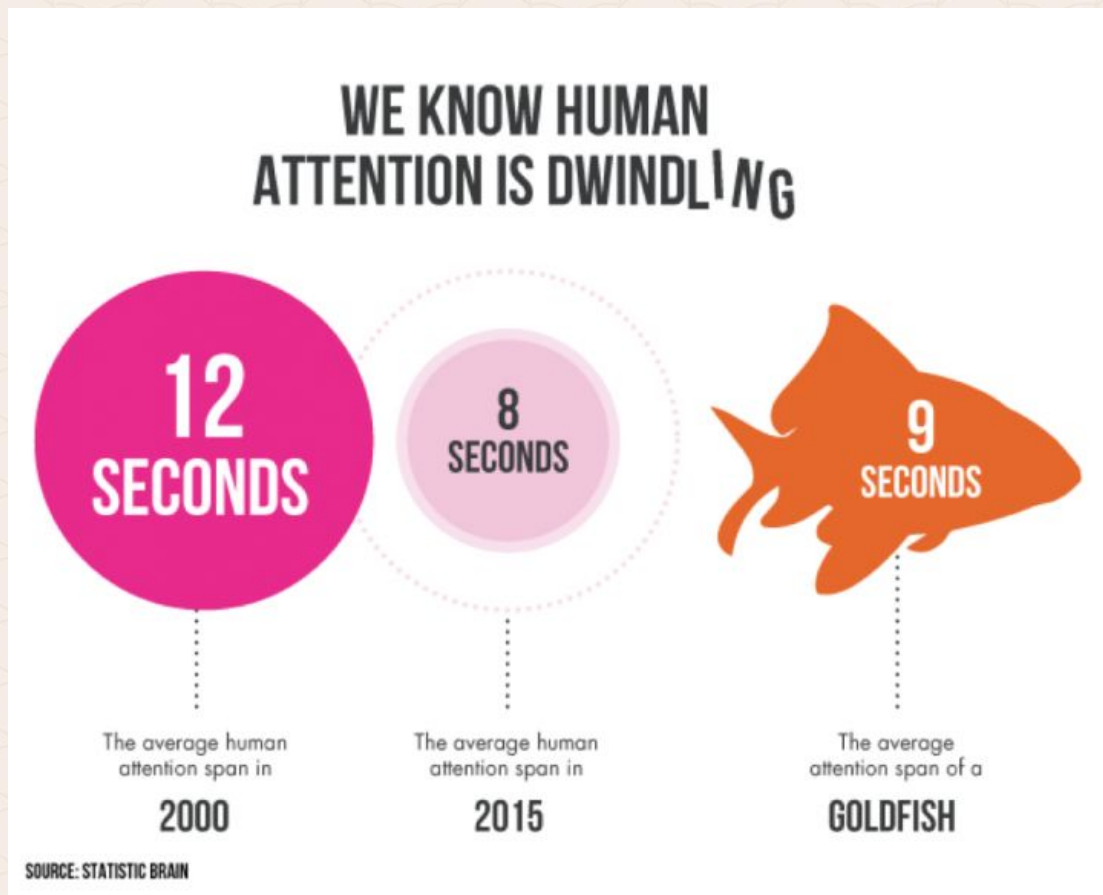 WE KNOW HUMAN
ATTENTION IS DWINDLING
12
SECONDS
8
SECONDS
9
SECONDS
The average human
attention span in
2000
The average human
attention span in
2015
The average
attention span of a
GOLDFISH
SOURCE: STATISTIC BRAIN